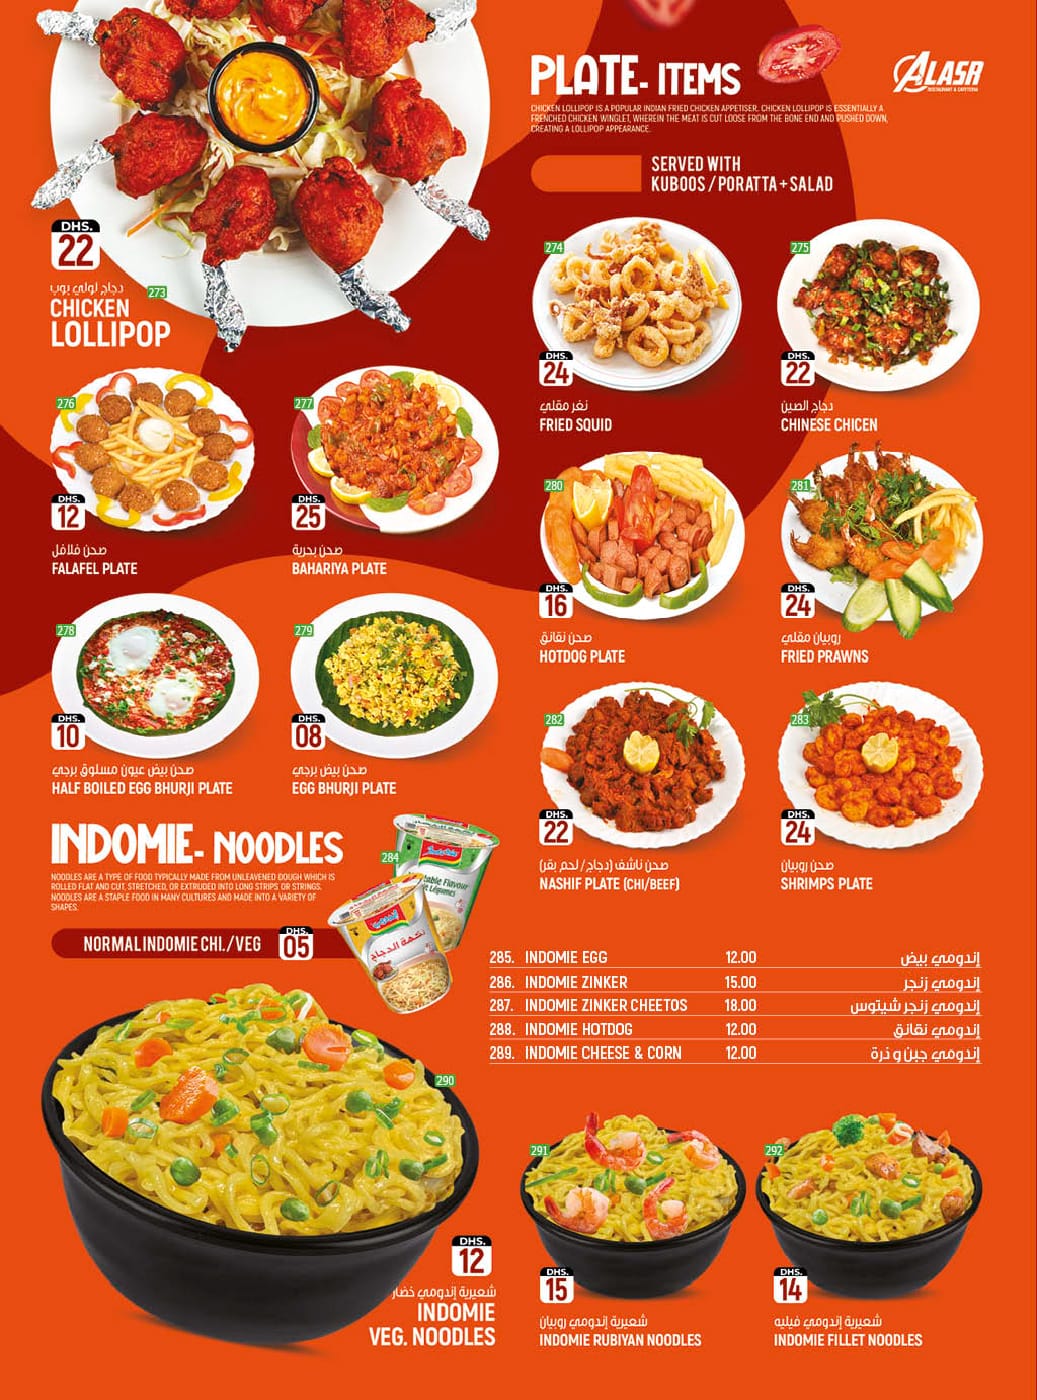 PLATE- ITEMS
ALASR
RESTAURANT & CAFETERIA
CHICKEN LOLLIPOP IS A POPULAR INDIAN FRIED CHICKEN APPETISER. CHICKEN LOLLIPOP IS ESSENTIALLY A
FRENCHED CHICKEN WINGLET, WHEREIN THE MEAT IS CUT LOOSE FROM THE BONE END AND PUSHED DOWN,
CREATING A LOLLIPOP APPEARANCE.
SERVED WITH
KUBOOS / PORATTA + SALAD
DHS.
22
دجاج لولي بوب
273
CHICKEN
LOLLIPOP
274
DHS.
24
نغر مقلي
FRIED SQUID
275
DHS.
22
دجاج الصين
CHINESE CHICEN
276
DHS.
12
صحن فلافل
FALAFEL PLATE
277
DHS.
25
صحن بحرية
BAHARIYA PLATE
280
DHS.
16
صحن نقانق
HOTDOG PLATE
281
DHS.
24
روبيان مقلي
FRIED PRAWNS
278
DHS.
10
صحن بيض عيون مسلوق برجي
HALF BOILED EGG BHURJI PLATE
279
DHS.
08
صحن بيض برجي
EGG BHURJI PLATE
282
DHS.
22
صحن ناشف (دجاج/ لحم بقر)
NASHIF PLATE (CHI/BEEF)
283
DHS.
24
صحن روبيان
SHRIMPS PLATE
INDOMIE- NOODLES
NOODLES ARE A TYPE OF FOOD TYPICALLY MADE FROM UNLEAVENED DOUGH WHICH IS
ROLLED FLAT AND CUT, STRETCHED, OR EXTRUDED INTO LONG STRIPS OR STRINGS.
NOODLES ARE A STAPLE FOOD IN MANY CULTURES AND MADE INTO A VARIETY OF
SHAPES.
284
Indomie
table Flavour
Légumes
إندومي
نكهة الدجاج
NORMAL INDOMIE CHI./VEG
DHS.
05
285. INDOMIE EGG 12.00 إندومي بيض
286. INDOMIE ZINKER 15.00 إندومي زنجر
287. INDOMIE ZINKER CHEETOS 18.00 إندومي زنجر شيتوس
288. INDOMIE HOTDOG 12.00 إندومي نقانق
289. INDOMIE CHEESE & CORN 12.00 إندومي جبن و ذرة
290
DHS.
12
شعيرية إندومي خضار
INDOMIE
VEG. NOODLES
291
DHS.
15
شعيرية إندومي روبيان
INDOMIE RUBIYAN NOODLES
292
DHS.
14
شعيرية إندومي فيليه
INDOMIE FILLET NOODLES